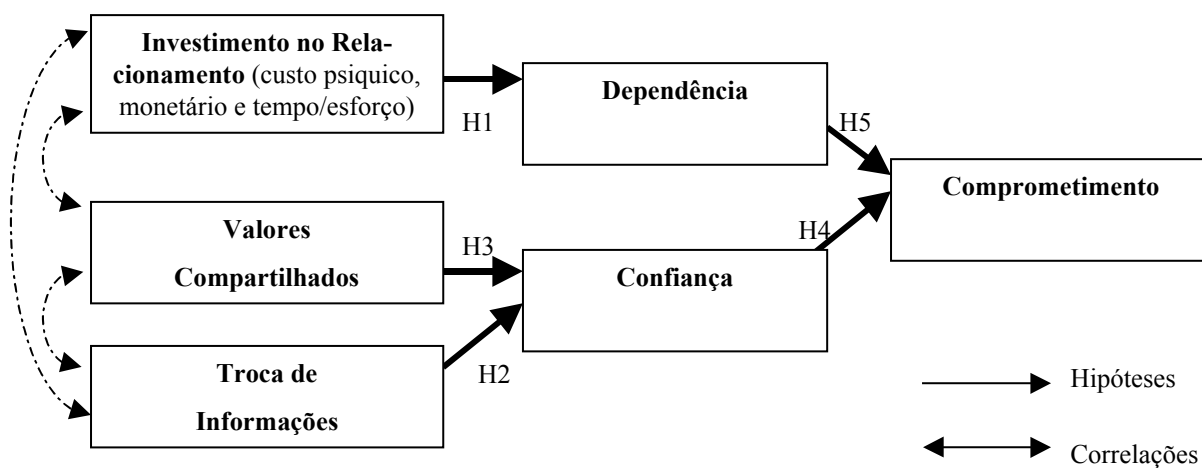 Investimento no Rela-
cionamento (custo psiquico,
monetário e tempo/esforço)
H1
Dependência
H5
Comprometimento
Valores
Compartilhados
H3
Confiança
H4
Troca de
Informações
H2
Hipóteses
Correlações